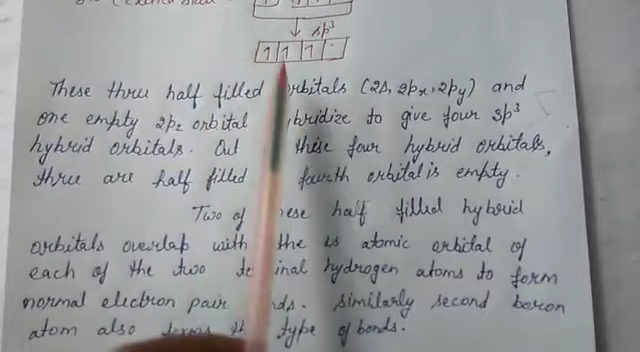 sp³
1 1 1
These three half filled orbitals (2s, 2px, 2py) and
one empty 2pz orbital hybridize to give four sp³
hybrid orbitals. Out these four hybrid orbitals,
three are half filled fourth orbital is empty.
Two of these half filled hybrid
orbitals overlap with the 1s atomic orbital of
each of the two terminal hydrogen atoms to form
normal electron pair bonds. Similarly second boron
atom also forms type of bonds.